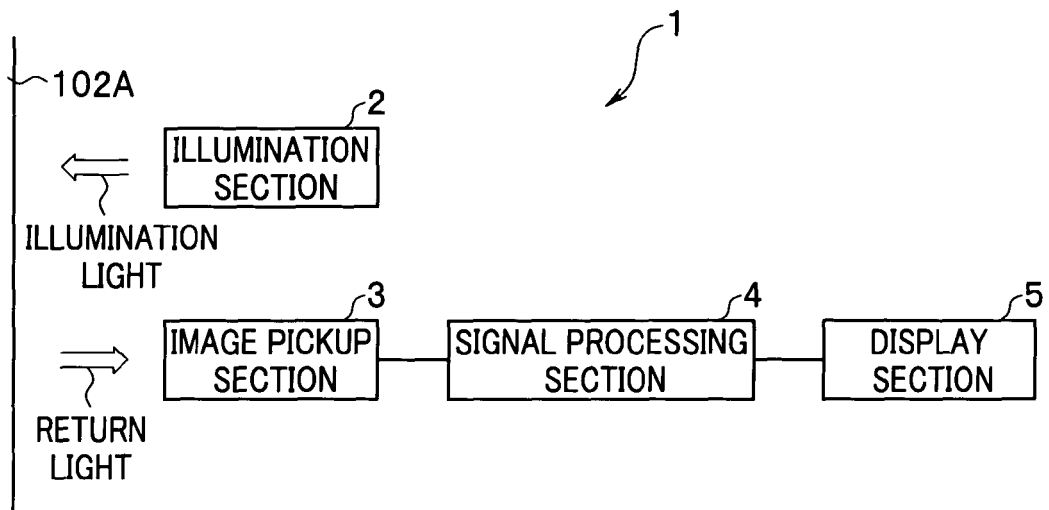 1
102A
2
ILLUMINATION
SECTION
ILLUMINATION
LIGHT
3
IMAGE PICKUP
SECTION
4
SIGNAL PROCESSING
SECTION
5
DISPLAY
SECTION
RETURN
LIGHT